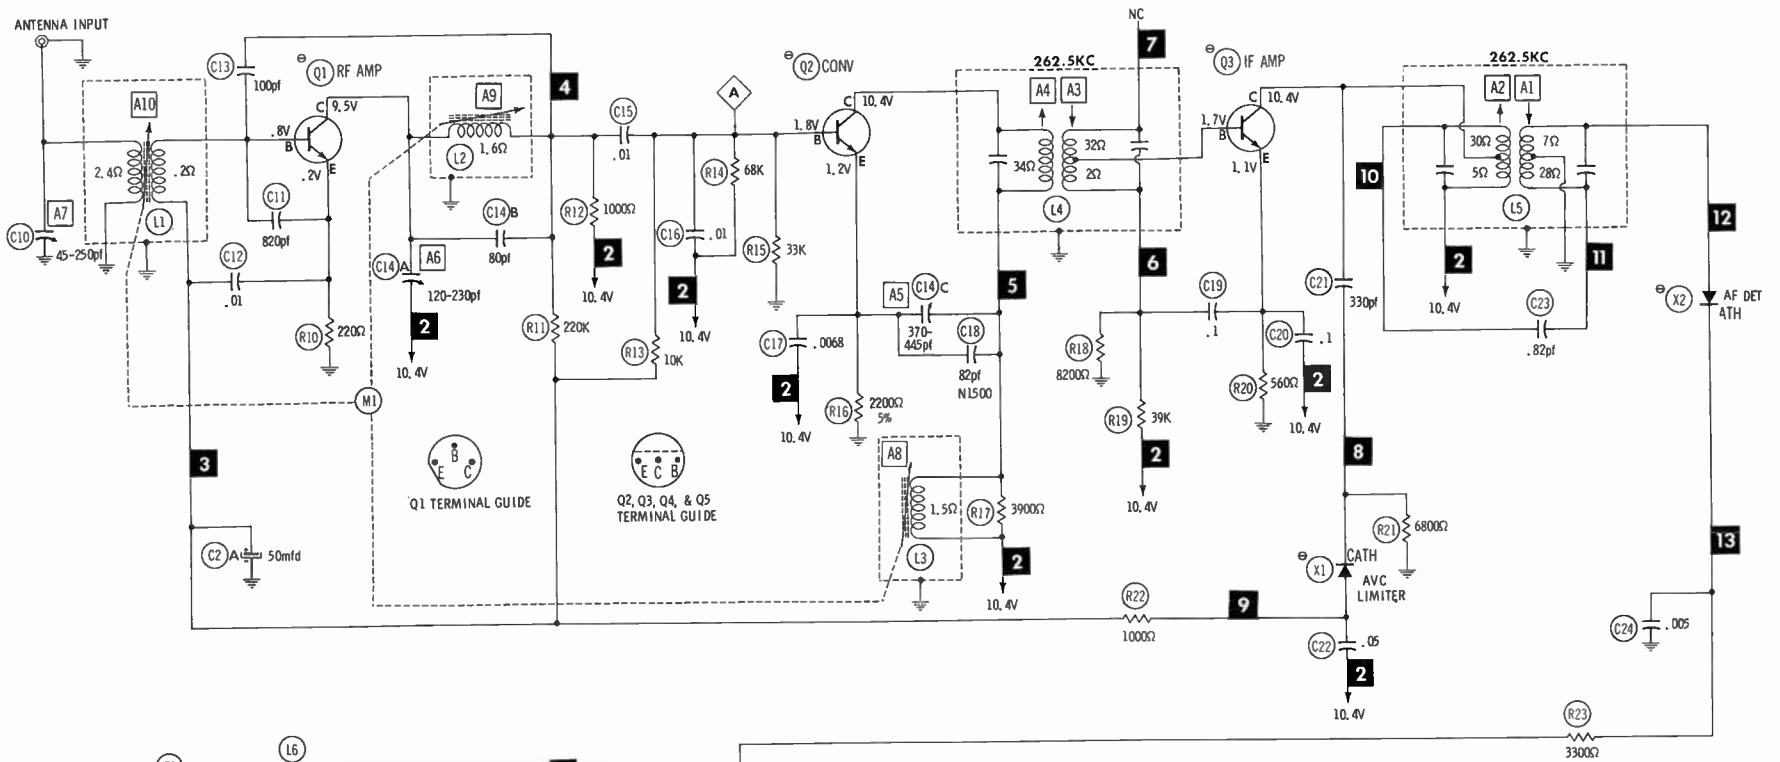 ANTENNA INPUT
C13
100pf
⊖ Q1 RF AMP
C 9.5V
.8V
B
E
.2V
A10
2.4Ω
.2Ω
L1
A7
C10
45-250pf
C11
820pf
C12
.01
R10
220Ω
A9
L2
1.6Ω
4
C14 B
80pf
C14 A
A6
120-230pf
2
10.4V
R11
220K
C15
.01
R12
1000Ω
2
10.4V
R13
10K
C16
.01
2
10.4V
A
R14
68K
R15
33K
⊖ Q2 CONV
C 10.4V
1.8V
B
E
1.2V
C17
.0068
2
10.4V
R16
2200Ω
5%
A5
C14 C
370-
445pf
C18
82pf
N1500
5
262.5KC
A4
A3
34Ω
32Ω
2Ω
L4
NC
7
6
R18
8200Ω
R19
39K
2
10.4V
C19
.1
⊖ Q3 IF AMP
C 10.4V
1.7V
B
E
1.1V
C20
.1
R20
560Ω
2
10.4V
C21
330pf
8
262.5KC
A2
A1
30Ω
7Ω
5Ω
28Ω
L5
10
2
10.4V
11
C23
.82pf
12
⊖ X2
AF DET
ATH
13
M1
3
B
E C
Q1 TERMINAL GUIDE
E C B
Q2, Q3, Q4, & Q5
TERMINAL GUIDE
A8
1.5Ω
L3
R17
3900Ω
2
10.4V
C2 A
50mfd
R22
1000Ω
9
⊖ X1
CATH
AVC
LIMITER
R21
6800Ω
C22
.05
2
10.4V
C24
.005
R23
3300Ω
L6